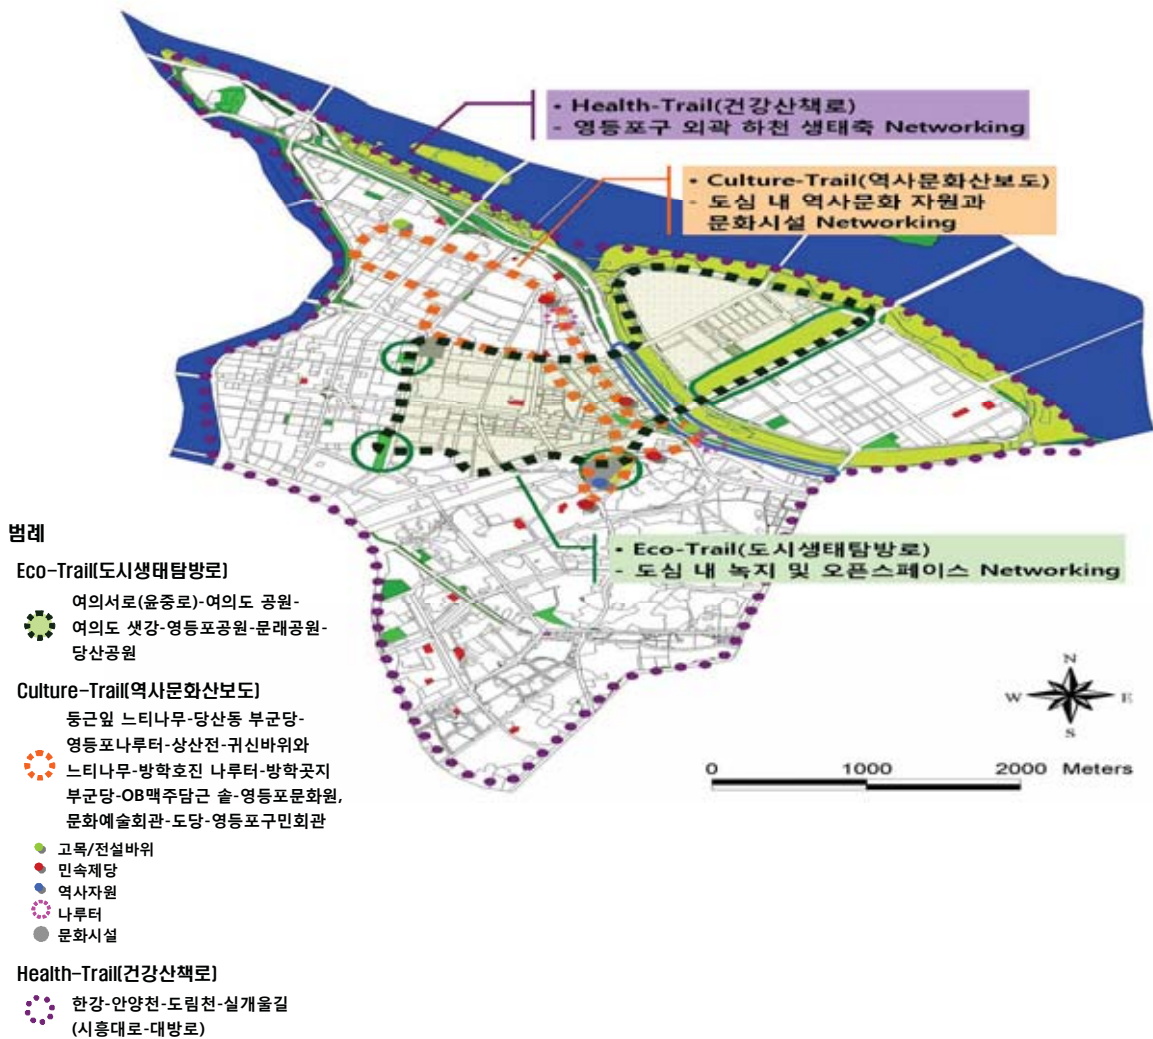 • Health-Trail(건강산책로)
- 영등포구 외곽 하천 생태축 Networking
• Culture-Trail(역사문화산보도)
- 도심 내 역사문화 자원과
문화시설 Networking
• Eco-Trail(도시생태탐방로)
- 도심 내 녹지 및 오픈스페이스 Networking
범례
Eco-Trail(도시생태탐방로)
여의서로(윤중로)-여의도 공원-
여의도 샛강-영등포공원-문래공원-
당산공원
Culture-Trail(역사문화산보도)
둥근잎 느티나무-당산동 부군당-
영등포나루터-상산전-귀신바위와
느티나무-방학호진 나루터-방학곳지
부군당-OB맥주담근 솥-영등포문화원,
문화예술회관-도당-영등포구민회관
고목/전설바위
민속제당
역사자원
나루터
문화시설
Health-Trail(건강산책로)
한강-안양천-도림천-실개울길
(시흥대로-대방로)
N
W E
S
0 1000 2000 Meters